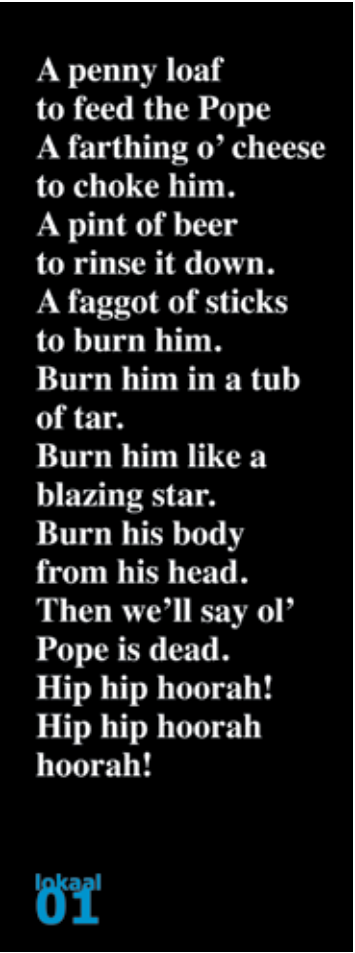 A penny loaf
to feed the Pope
A farthing o’ cheese
to choke him.
A pint of beer
to rinse it down.
A faggot of sticks
to burn him.
Burn him in a tub
of tar.
Burn him like a
blazing star.
Burn his body
from his head.
Then we’ll say ol’
Pope is dead.
Hip hip hoorah!
Hip hip hoorah
hoorah!
lokaal
01